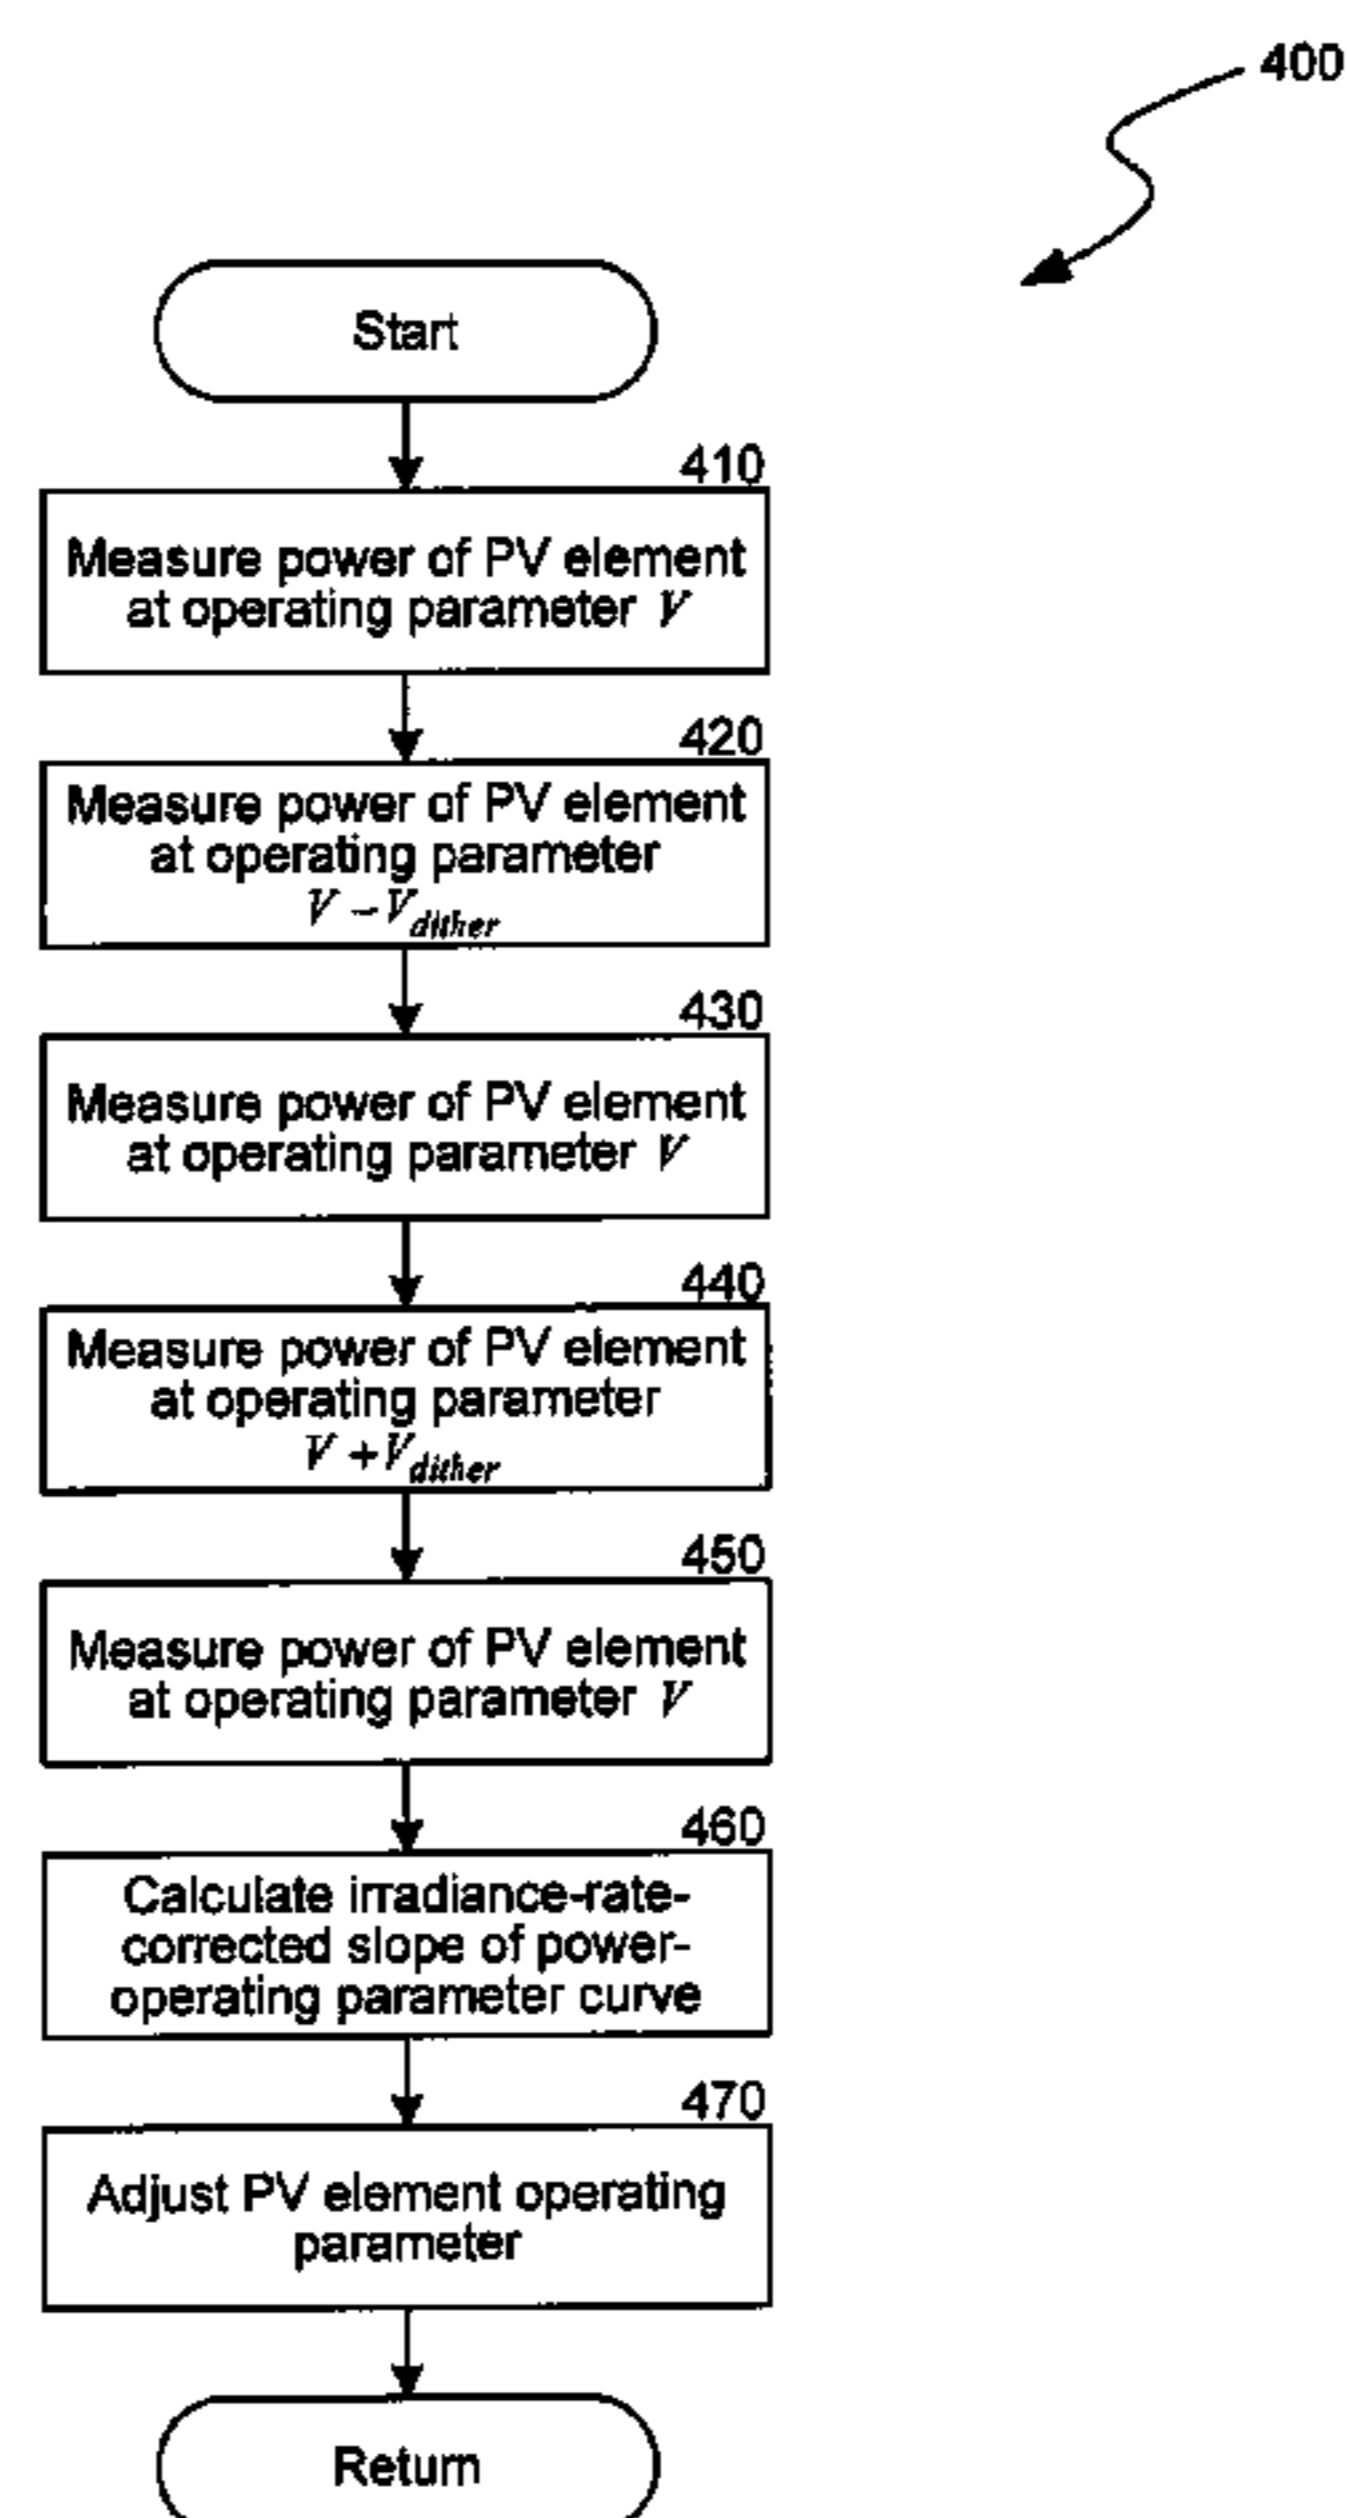 400
Start
410
Measure power of PV element
at operating parameter V
420
Measure power of PV element
at operating parameter
V - V_dither
430
Measure power of PV element
at operating parameter V
440
Measure power of PV element
at operating parameter
V + V_dither
450
Measure power of PV element
at operating parameter V
460
Calculate irradiance-rate-
corrected slope of power-
operating parameter curve
470
Adjust PV element operating
parameter
Return